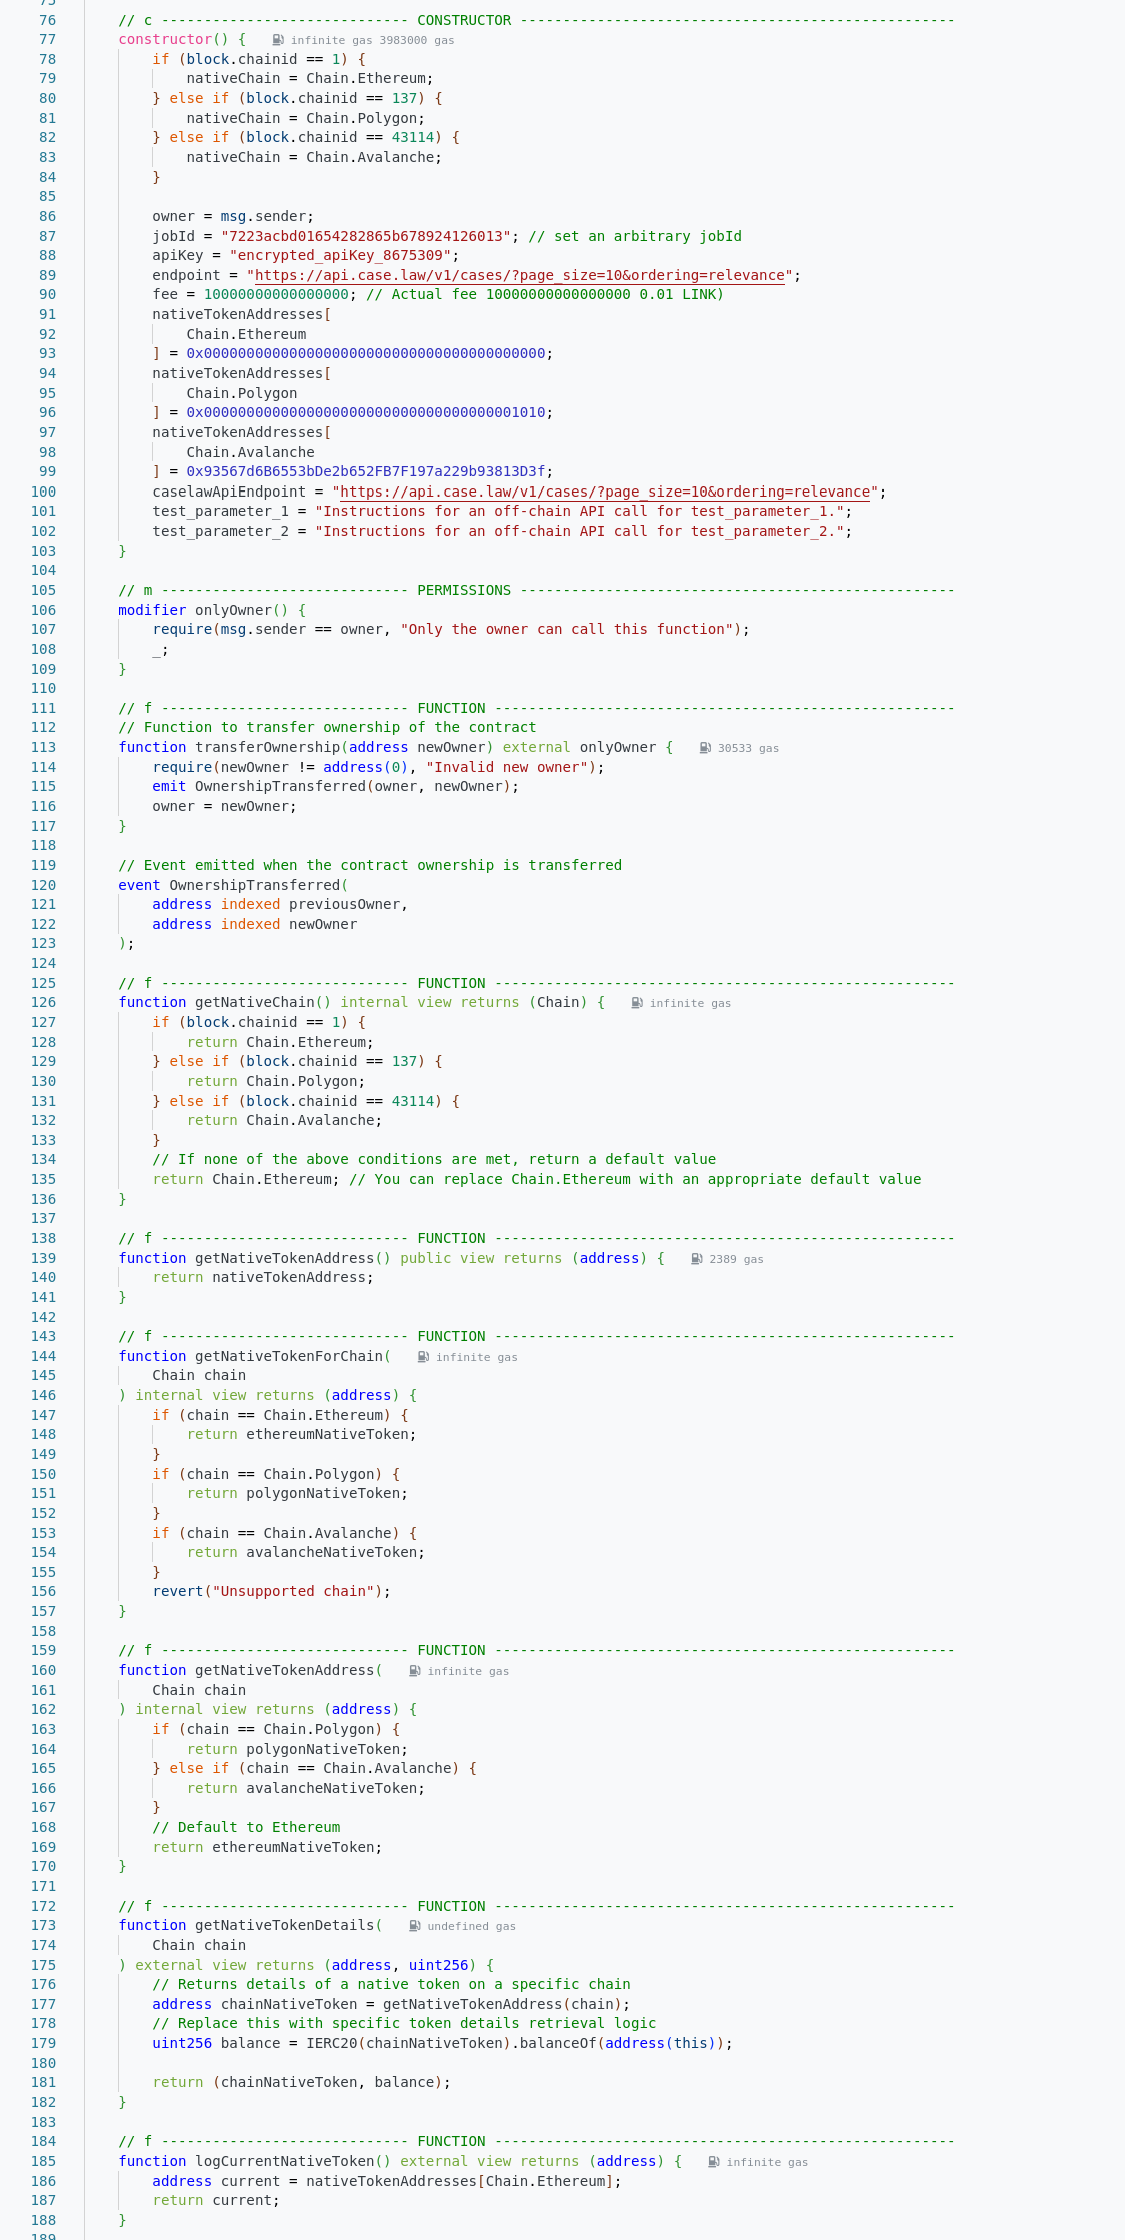 75
76 // c ----------------------------- CONSTRUCTOR ---------------------------------------------------
77 constructor() { infinite gas 3983000 gas
78 if (block.chainid == 1) {
79 nativeChain = Chain.Ethereum;
80 } else if (block.chainid == 137) {
81 nativeChain = Chain.Polygon;
82 } else if (block.chainid == 43114) {
83 nativeChain = Chain.Avalanche;
84 }
85
86 owner = msg.sender;
87 jobId = "7223acbd01654282865b678924126013"; // set an arbitrary jobId
88 apiKey = "encrypted_apiKey_8675309";
89 endpoint = "https://api.case.law/v1/cases/?page_size=10&ordering=relevance";
90 fee = 10000000000000000; // Actual fee 10000000000000000 0.01 LINK)
91 nativeTokenAddresses[
92 Chain.Ethereum
93 ] = 0x0000000000000000000000000000000000000000;
94 nativeTokenAddresses[
95 Chain.Polygon
96 ] = 0x0000000000000000000000000000000000001010;
97 nativeTokenAddresses[
98 Chain.Avalanche
99 ] = 0x93567d6B6553bDe2b652FB7F197a229b93813D3f;
100 caselawApiEndpoint = "https://api.case.law/v1/cases/?page_size=10&ordering=relevance";
101 test_parameter_1 = "Instructions for an off-chain API call for test_parameter_1.";
102 test_parameter_2 = "Instructions for an off-chain API call for test_parameter_2.";
103 }
104
105 // m ----------------------------- PERMISSIONS ---------------------------------------------------
106 modifier onlyOwner() {
107 require(msg.sender == owner, "Only the owner can call this function");
108 _;
109 }
110
111 // f ----------------------------- FUNCTION ------------------------------------------------------
112 // Function to transfer ownership of the contract
113 function transferOwnership(address newOwner) external onlyOwner { 30533 gas
114 require(newOwner != address(0), "Invalid new owner");
115 emit OwnershipTransferred(owner, newOwner);
116 owner = newOwner;
117 }
118
119 // Event emitted when the contract ownership is transferred
120 event OwnershipTransferred(
121 address indexed previousOwner,
122 address indexed newOwner
123 );
124
125 // f ----------------------------- FUNCTION ------------------------------------------------------
126 function getNativeChain() internal view returns (Chain) { infinite gas
127 if (block.chainid == 1) {
128 return Chain.Ethereum;
129 } else if (block.chainid == 137) {
130 return Chain.Polygon;
131 } else if (block.chainid == 43114) {
132 return Chain.Avalanche;
133 }
134 // If none of the above conditions are met, return a default value
135 return Chain.Ethereum; // You can replace Chain.Ethereum with an appropriate default value
136 }
137
138 // f ----------------------------- FUNCTION ------------------------------------------------------
139 function getNativeTokenAddress() public view returns (address) { 2389 gas
140 return nativeTokenAddress;
141 }
142
143 // f ----------------------------- FUNCTION ------------------------------------------------------
144 function getNativeTokenForChain( infinite gas
145 Chain chain
146 ) internal view returns (address) {
147 if (chain == Chain.Ethereum) {
148 return ethereumNativeToken;
149 }
150 if (chain == Chain.Polygon) {
151 return polygonNativeToken;
152 }
153 if (chain == Chain.Avalanche) {
154 return avalancheNativeToken;
155 }
156 revert("Unsupported chain");
157 }
158
159 // f ----------------------------- FUNCTION ------------------------------------------------------
160 function getNativeTokenAddress( infinite gas
161 Chain chain
162 ) internal view returns (address) {
163 if (chain == Chain.Polygon) {
164 return polygonNativeToken;
165 } else if (chain == Chain.Avalanche) {
166 return avalancheNativeToken;
167 }
168 // Default to Ethereum
169 return ethereumNativeToken;
170 }
171
172 // f ----------------------------- FUNCTION ------------------------------------------------------
173 function getNativeTokenDetails( undefined gas
174 Chain chain
175 ) external view returns (address, uint256) {
176 // Returns details of a native token on a specific chain
177 address chainNativeToken = getNativeTokenAddress(chain);
178 // Replace this with specific token details retrieval logic
179 uint256 balance = IERC20(chainNativeToken).balanceOf(address(this));
180
181 return (chainNativeToken, balance);
182 }
183
184 // f ----------------------------- FUNCTION ------------------------------------------------------
185 function logCurrentNativeToken() external view returns (address) { infinite gas
186 address current = nativeTokenAddresses[Chain.Ethereum];
187 return current;
188 }
189